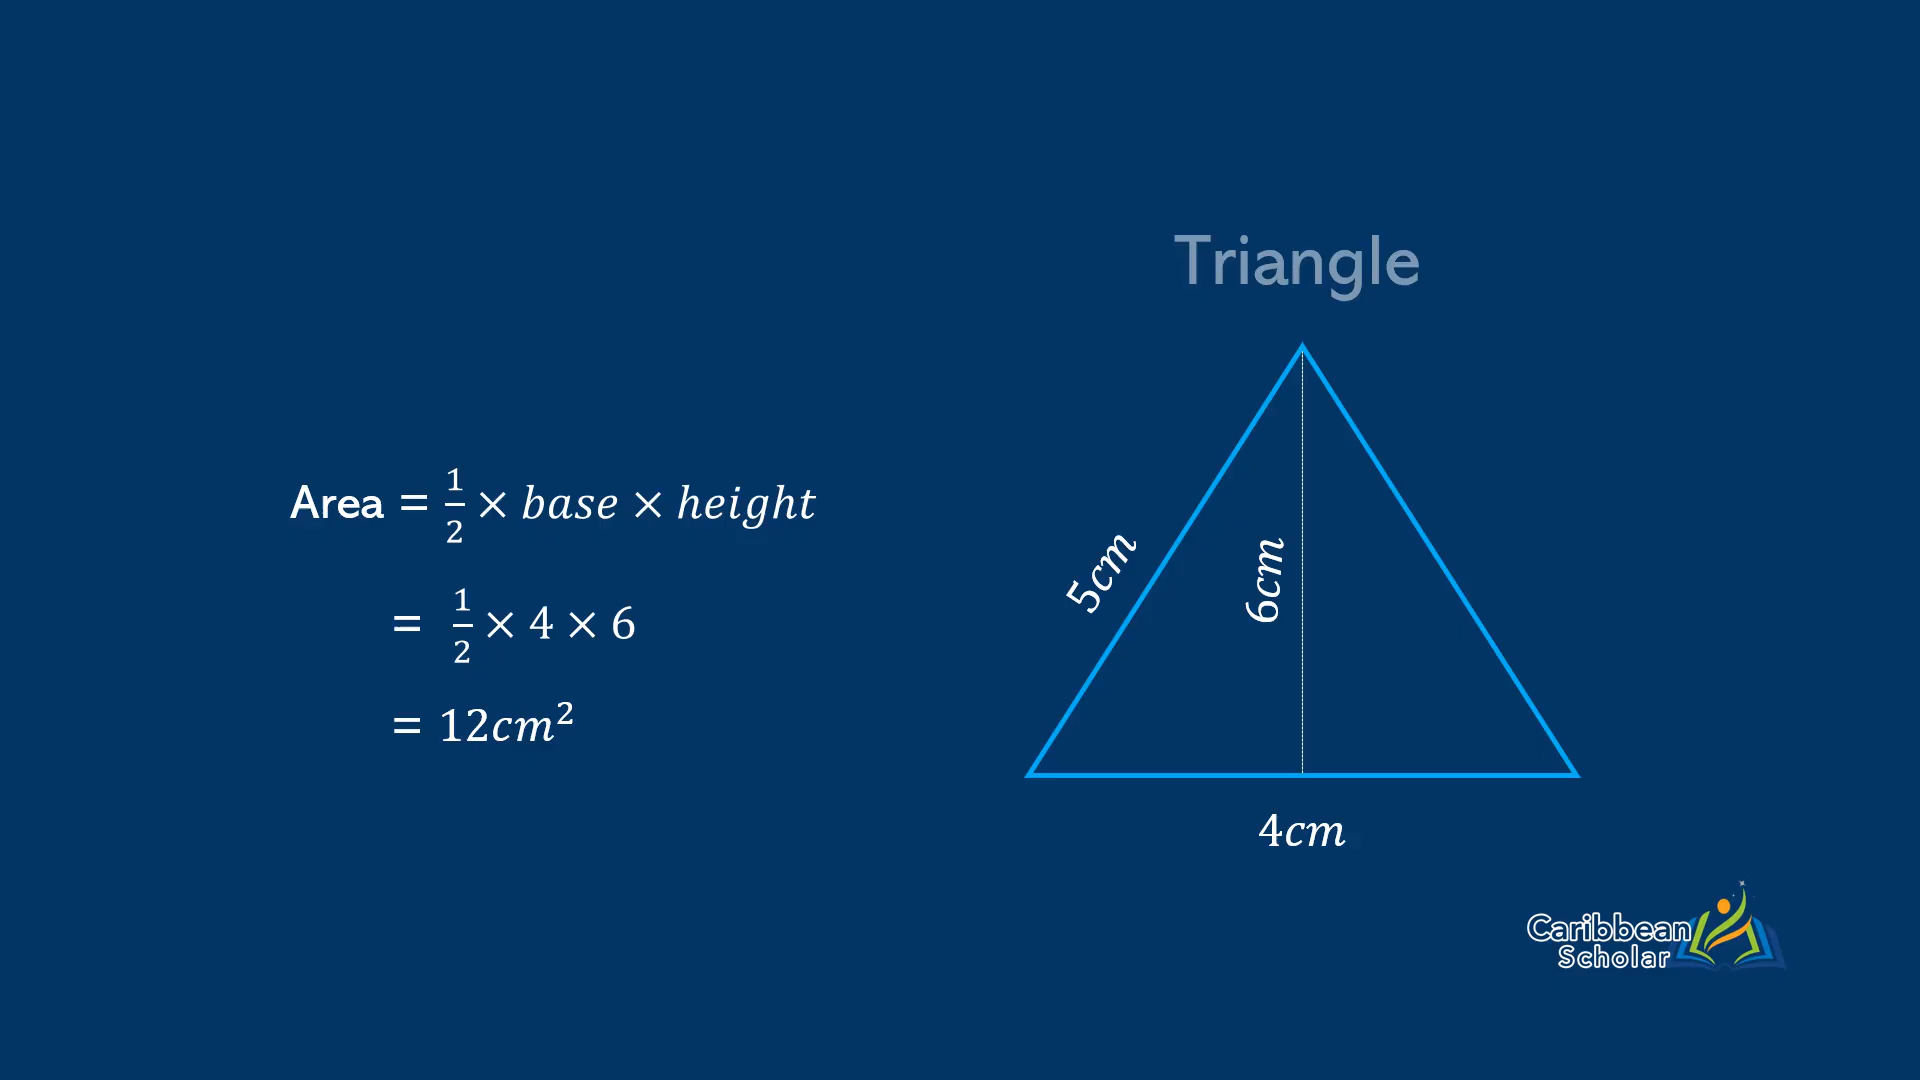 Triangle
Area = 1/2 × base × height
= 1/2 × 4 × 6
= 12cm²
5cm
6cm
4cm
Caribbean
Scholar